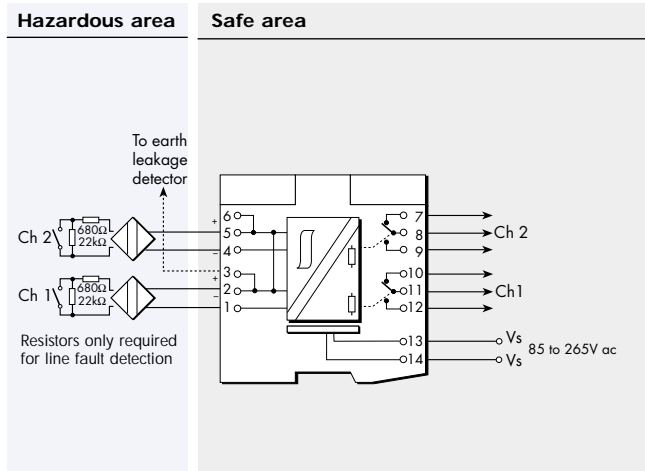 Hazardous area
Safe area
To earth
leakage
detector
Ch 2
680Ω
22kΩ
+
–
Ch 1
680Ω
22kΩ
+
–
Resistors only required
for line fault detection
6
5
4
3
2
1
7
8
9
10
11
12
13
14
Ch 2
Ch1
Vs
Vs
85 to 265V ac